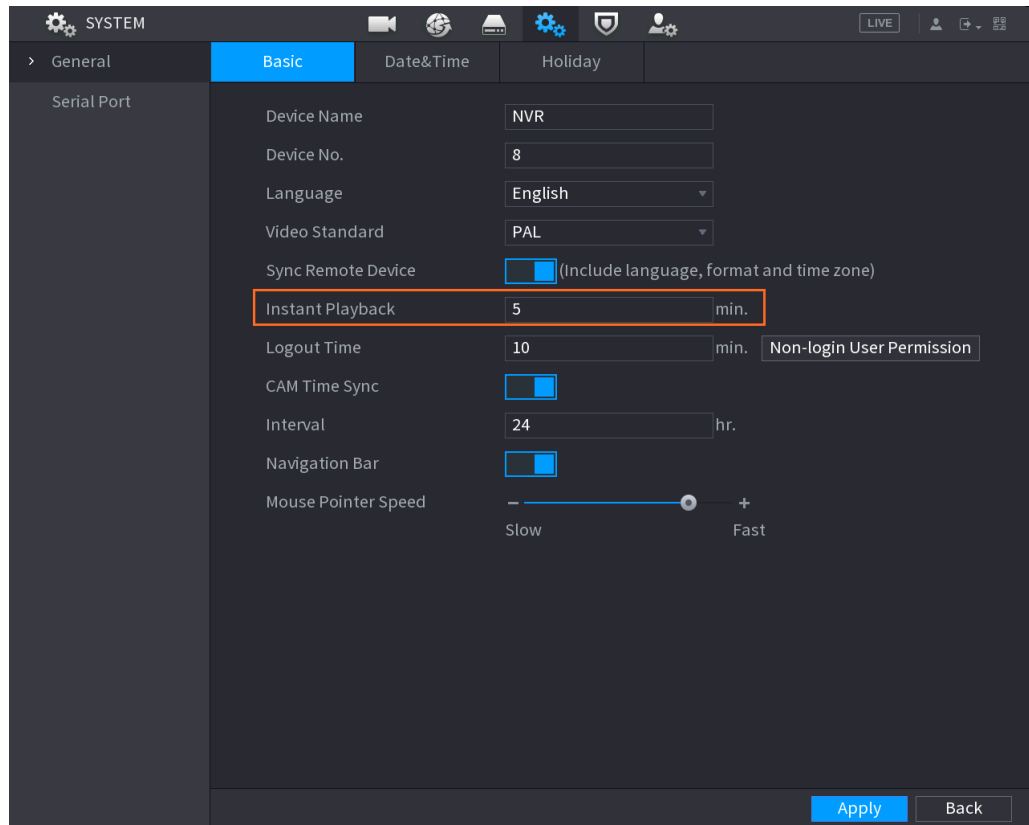 SYSTEM
LIVE
General
Serial Port
Basic Date&Time Holiday
Device Name NVR
Device No. 8
Language English
Video Standard PAL
Sync Remote Device (Include language, format and time zone)
Instant Playback 5 min.
Logout Time 10 min. Non-login User Permission
CAM Time Sync
Interval 24 hr.
Navigation Bar
Mouse Pointer Speed
Slow Fast
Apply Back